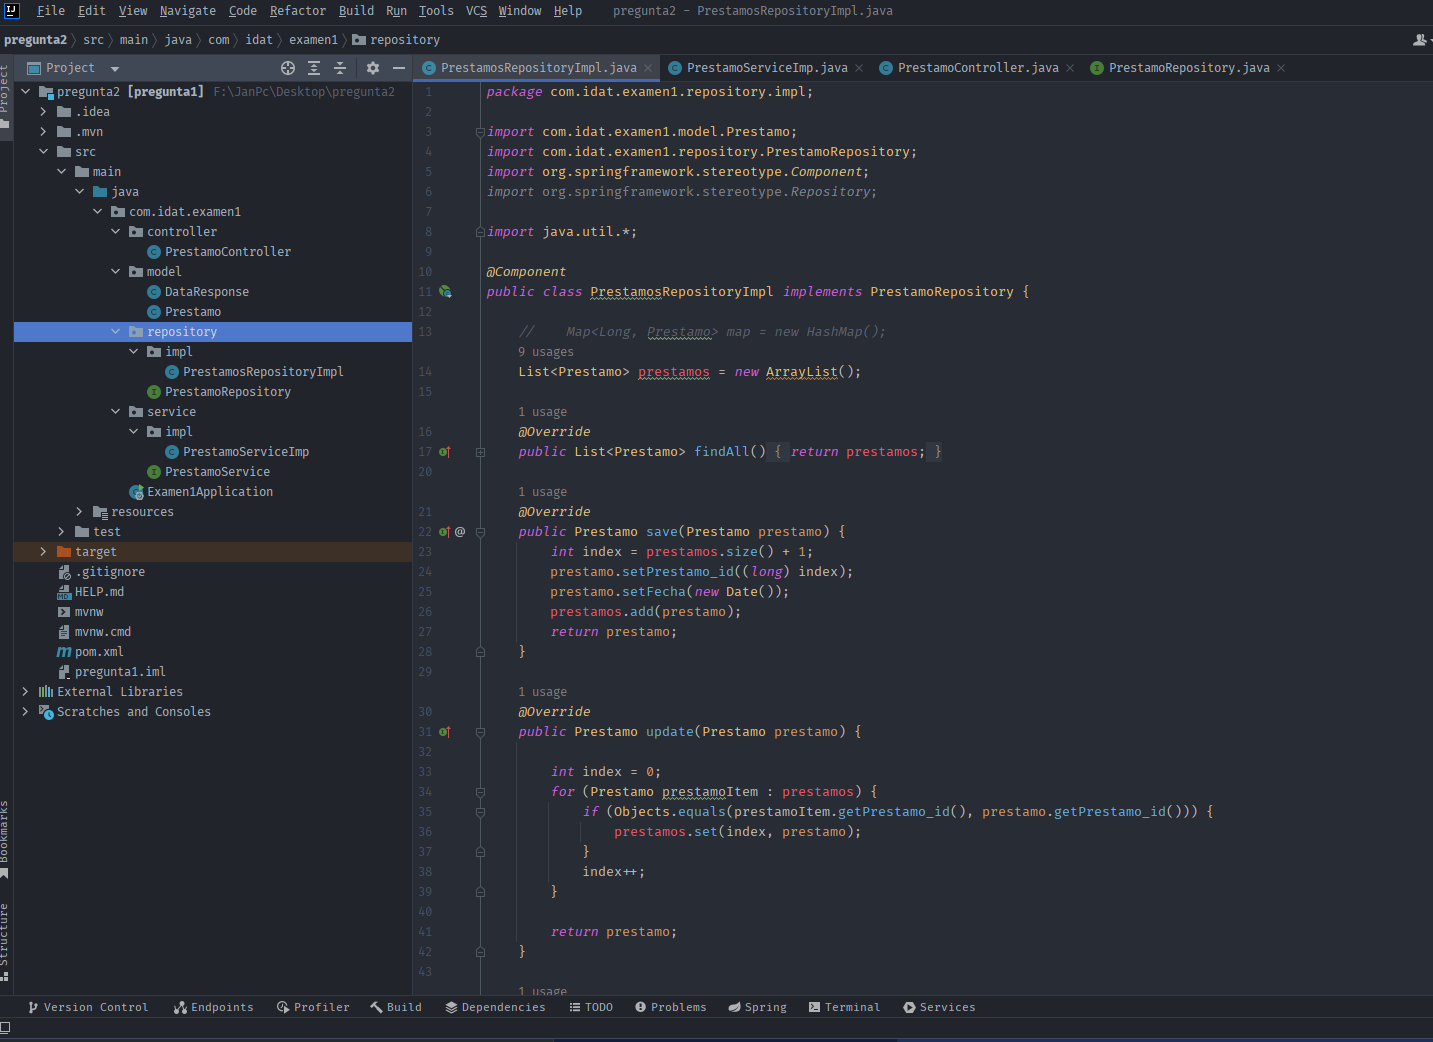 File Edit View Navigate Code Refactor Build Run Tools VCS Window Help pregunta2 - PrestamosRepositoryImpl.java
pregunta2 src main java com idat examen1 repository
Project
PrestamosRepositoryImpl.java PrestamoServiceImp.java PrestamoController.java PrestamoRepository.java
Project
pregunta2 [pregunta1] F:\JanPc\Desktop\pregunta2
.idea
.mvn
src
main
java
com.idat.examen1
controller
PrestamoController
model
DataResponse
Prestamo
repository
impl
PrestamosRepositoryImpl
PrestamoRepository
service
impl
PrestamoServiceImp
PrestamoService
Examen1Application
resources
test
target
.gitignore
HELP.md
mvnw
mvnw.cmd
pom.xml
pregunta1.iml
External Libraries
Scratches and Consoles
Bookmarks
Structure
1 package com.idat.examen1.repository.impl;
2
3 import com.idat.examen1.model.Prestamo;
4 import com.idat.examen1.repository.PrestamoRepository;
5 import org.springframework.stereotype.Component;
6 import org.springframework.stereotype.Repository;
7
8 import java.util.*;
9
10 @Component
11 public class PrestamosRepositoryImpl implements PrestamoRepository {
12
13 // Map<Long, Prestamo> map = new HashMap();
9 usages
14 List<Prestamo> prestamos = new ArrayList();
15
1 usage
16 @Override
17 public List<Prestamo> findAll() { return prestamos; }
20
1 usage
21 @Override
22 @ public Prestamo save(Prestamo prestamo) {
23 int index = prestamos.size() + 1;
24 prestamo.setPrestamo_id((long) index);
25 prestamo.setFecha(new Date());
26 prestamos.add(prestamo);
27 return prestamo;
28 }
29
1 usage
30 @Override
31 public Prestamo update(Prestamo prestamo) {
32
33 int index = 0;
34 for (Prestamo prestamoItem : prestamos) {
35 if (Objects.equals(prestamoItem.getPrestamo_id(), prestamo.getPrestamo_id())) {
36 prestamos.set(index, prestamo);
37 }
38 index++;
39 }
40
41 return prestamo;
42 }
43
1 usage
Version Control Endpoints Profiler Build Dependencies TODO Problems Spring Terminal Services